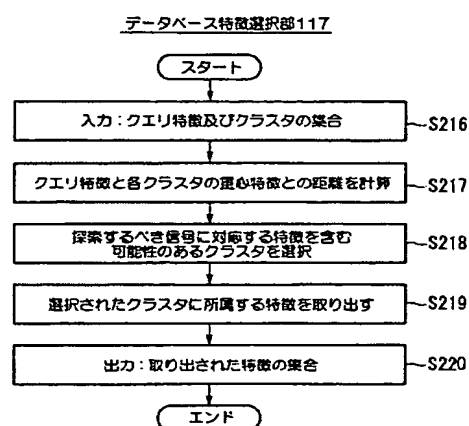 データベース特徴選択部117
スタート
入力：クエリ特徴及びクラスタの集合
S216
クエリ特徴と各クラスタの重心特徴との距離を計算
S217
探索するべき信号に対応する特徴を含む
可能性のあるクラスタを選択
S218
選択されたクラスタに所属する特徴を取り出す
S219
出力：取り出された特徴の集合
S220
エンド